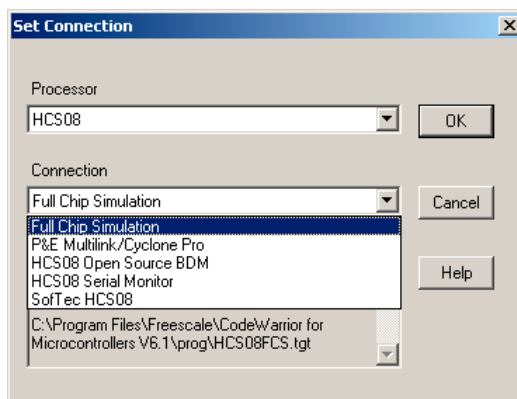 Set Connection
Processor
HCS08
OK
Connection
Full Chip Simulation
Cancel
Full Chip Simulation
P&E Multilink/Cyclone Pro
HCS08 Open Source BDM
HCS08 Serial Monitor
SofTec HCS08
Help
C:\Program Files\Freescale\CodeWarrior for
Microcontrollers V6.1\prog\HCS08FCS.tgt